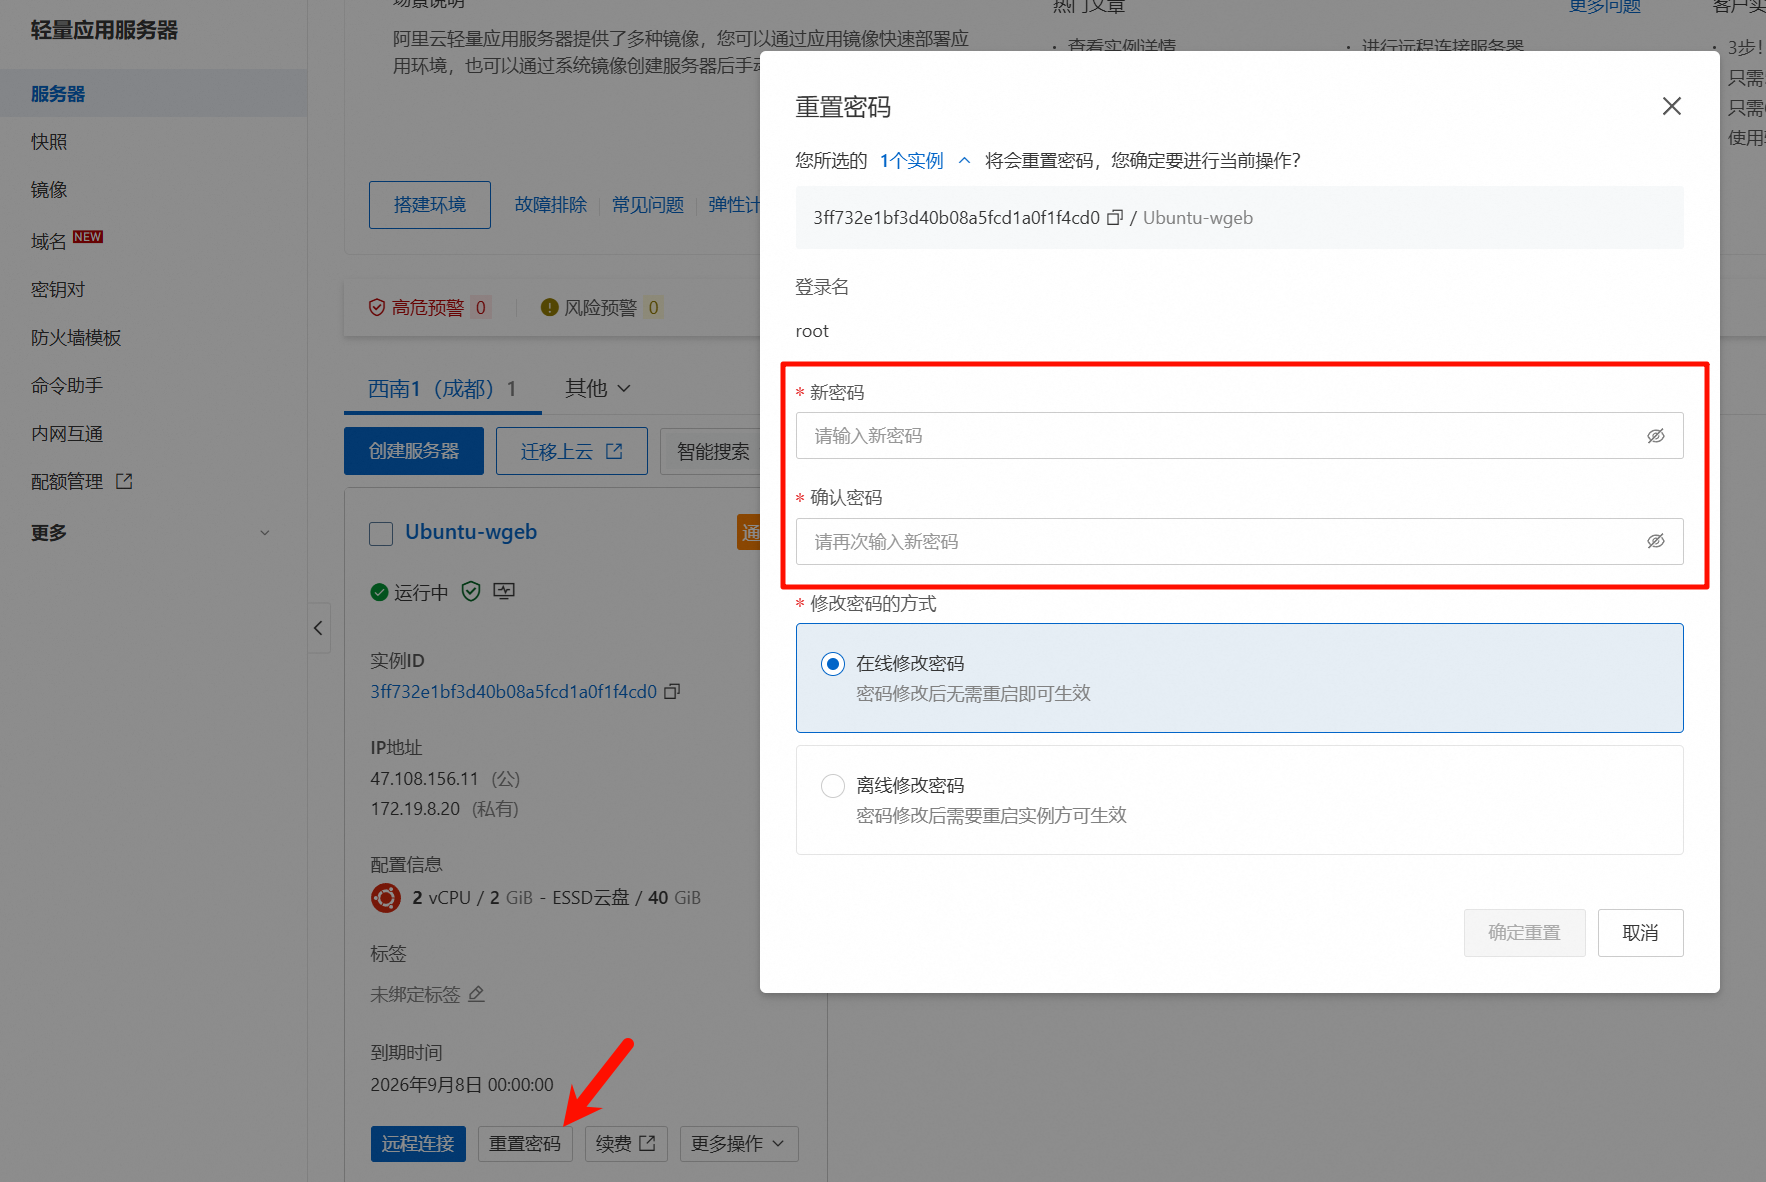 轻量应用服务器
服务器
快照
镜像
域名 NEW
密钥对
防火墙模板
命令助手
内网互通
配额管理
更多
场景说明
阿里云轻量应用服务器提供了多种镜像，您可以通过应用镜像快速部署应
用环境，也可以通过系统镜像创建服务器后手动
搭建环境 故障排除 常见问题 弹性计
热门文章 更多问题
· 查看实例详情 · 进行远程连接服务器
· 3步！
只需
只需
使用
高危预警 0 风险预警 0
西南1（成都） 1 其他
创建服务器 迁移上云 智能搜索
Ubuntu-wgeb 通
运行中
实例ID
3ff732e1bf3d40b08a5fcd1a0f1f4cd0
IP地址
47.108.156.11 （公）
172.19.8.20 （私有）
配置信息
2 vCPU / 2 GiB - ESSD云盘 / 40 GiB
标签
未绑定标签
到期时间
2026年9月8日 00:00:00
远程连接 重置密码 续费 更多操作
重置密码
您所选的 1个实例 将会重置密码，您确定要进行当前操作？
3ff732e1bf3d40b08a5fcd1a0f1f4cd0 / Ubuntu-wgeb
登录名
root
* 新密码
请输入新密码
* 确认密码
请再次输入新密码
* 修改密码的方式
在线修改密码
密码修改后无需重启即可生效
离线修改密码
密码修改后需要重启实例方可生效
确定重置 取消